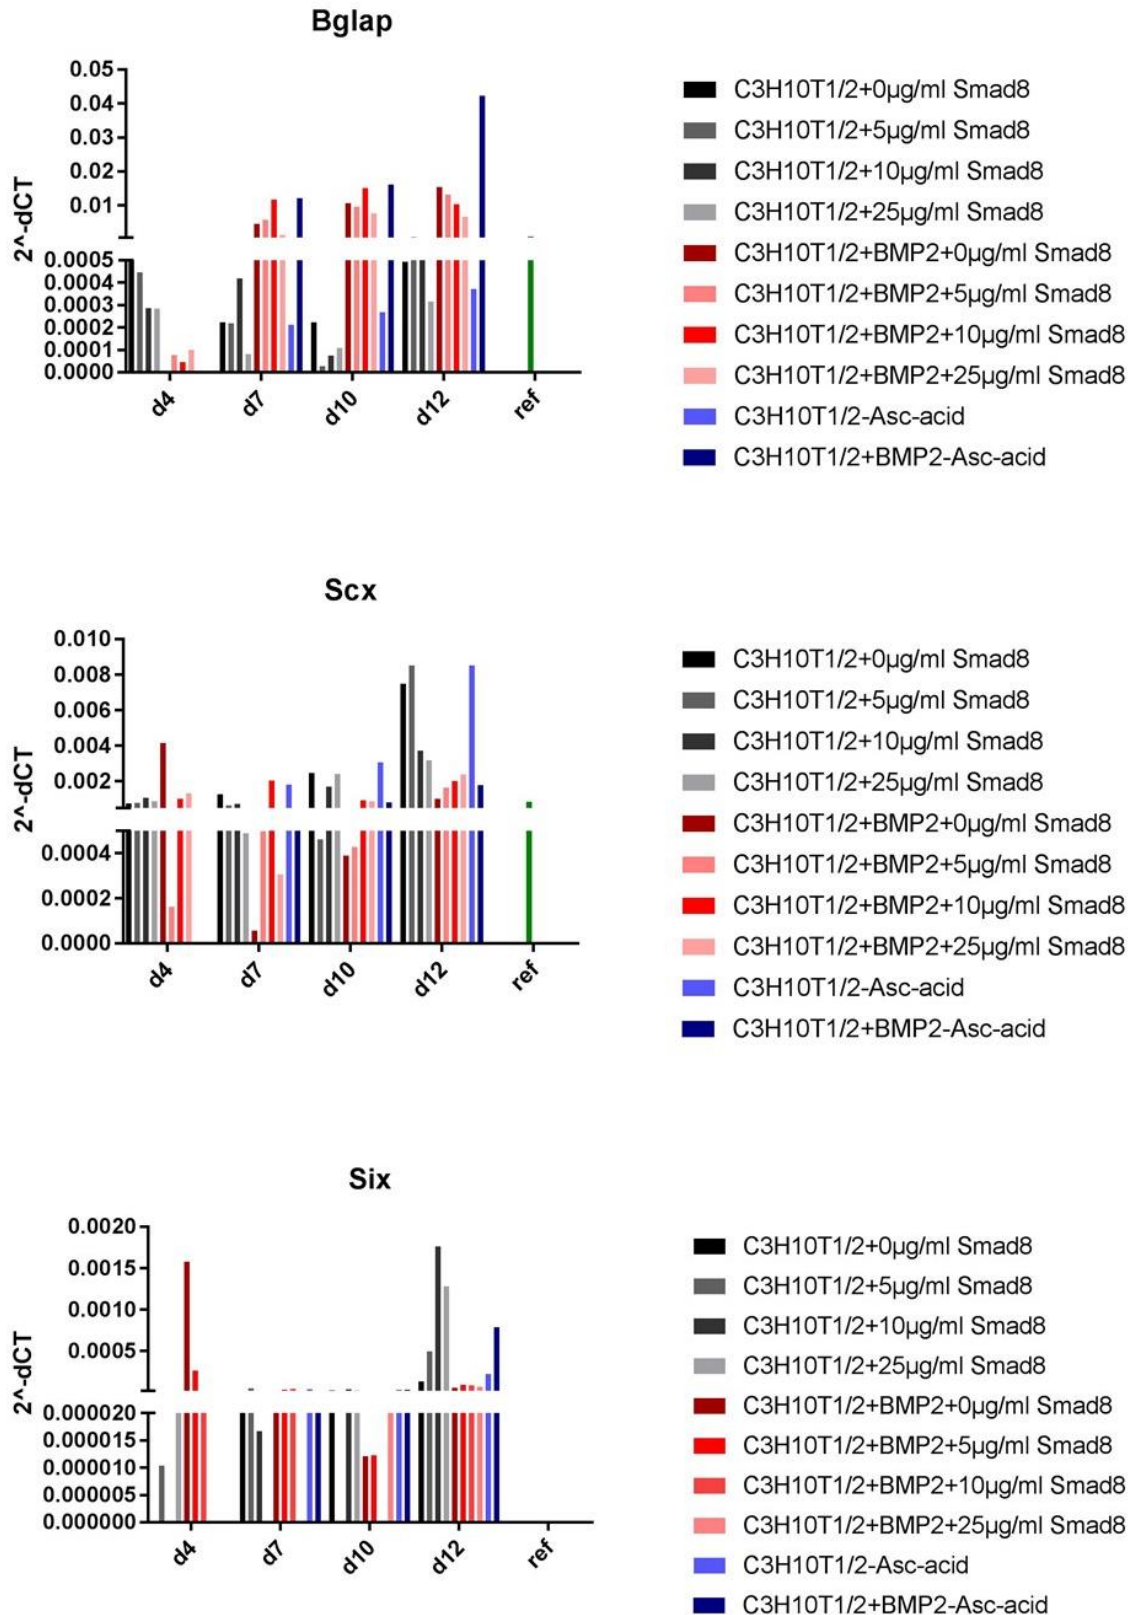 Bglap
0.05
0.04
0.03
0.02
0.01
0.0005
0.0004
0.0003
0.0002
0.0001
0.0000
2^-dCT
d4
d7
d10
d12
ref
C3H10T1/2+0µg/ml Smad8
C3H10T1/2+5µg/ml Smad8
C3H10T1/2+10µg/ml Smad8
C3H10T1/2+25µg/ml Smad8
C3H10T1/2+BMP2+0µg/ml Smad8
C3H10T1/2+BMP2+5µg/ml Smad8
C3H10T1/2+BMP2+10µg/ml Smad8
C3H10T1/2+BMP2+25µg/ml Smad8
C3H10T1/2-Asc-acid
C3H10T1/2+BMP2-Asc-acid
Scx
0.010
0.008
0.006
0.004
0.002
0.0004
0.0002
0.0000
2^-dCT
d4
d7
d10
d12
ref
C3H10T1/2+0µg/ml Smad8
C3H10T1/2+5µg/ml Smad8
C3H10T1/2+10µg/ml Smad8
C3H10T1/2+25µg/ml Smad8
C3H10T1/2+BMP2+0µg/ml Smad8
C3H10T1/2+BMP2+5µg/ml Smad8
C3H10T1/2+BMP2+10µg/ml Smad8
C3H10T1/2+BMP2+25µg/ml Smad8
C3H10T1/2-Asc-acid
C3H10T1/2+BMP2-Asc-acid
Six
0.0020
0.0015
0.0010
0.0005
0.000020
0.000015
0.000010
0.000005
0.000000
2^-dCT
d4
d7
d10
d12
ref
C3H10T1/2+0µg/ml Smad8
C3H10T1/2+5µg/ml Smad8
C3H10T1/2+10µg/ml Smad8
C3H10T1/2+25µg/ml Smad8
C3H10T1/2+BMP2+0µg/ml Smad8
C3H10T1/2+BMP2+5µg/ml Smad8
C3H10T1/2+BMP2+10µg/ml Smad8
C3H10T1/2+BMP2+25µg/ml Smad8
C3H10T1/2-Asc-acid
C3H10T1/2+BMP2-Asc-acid